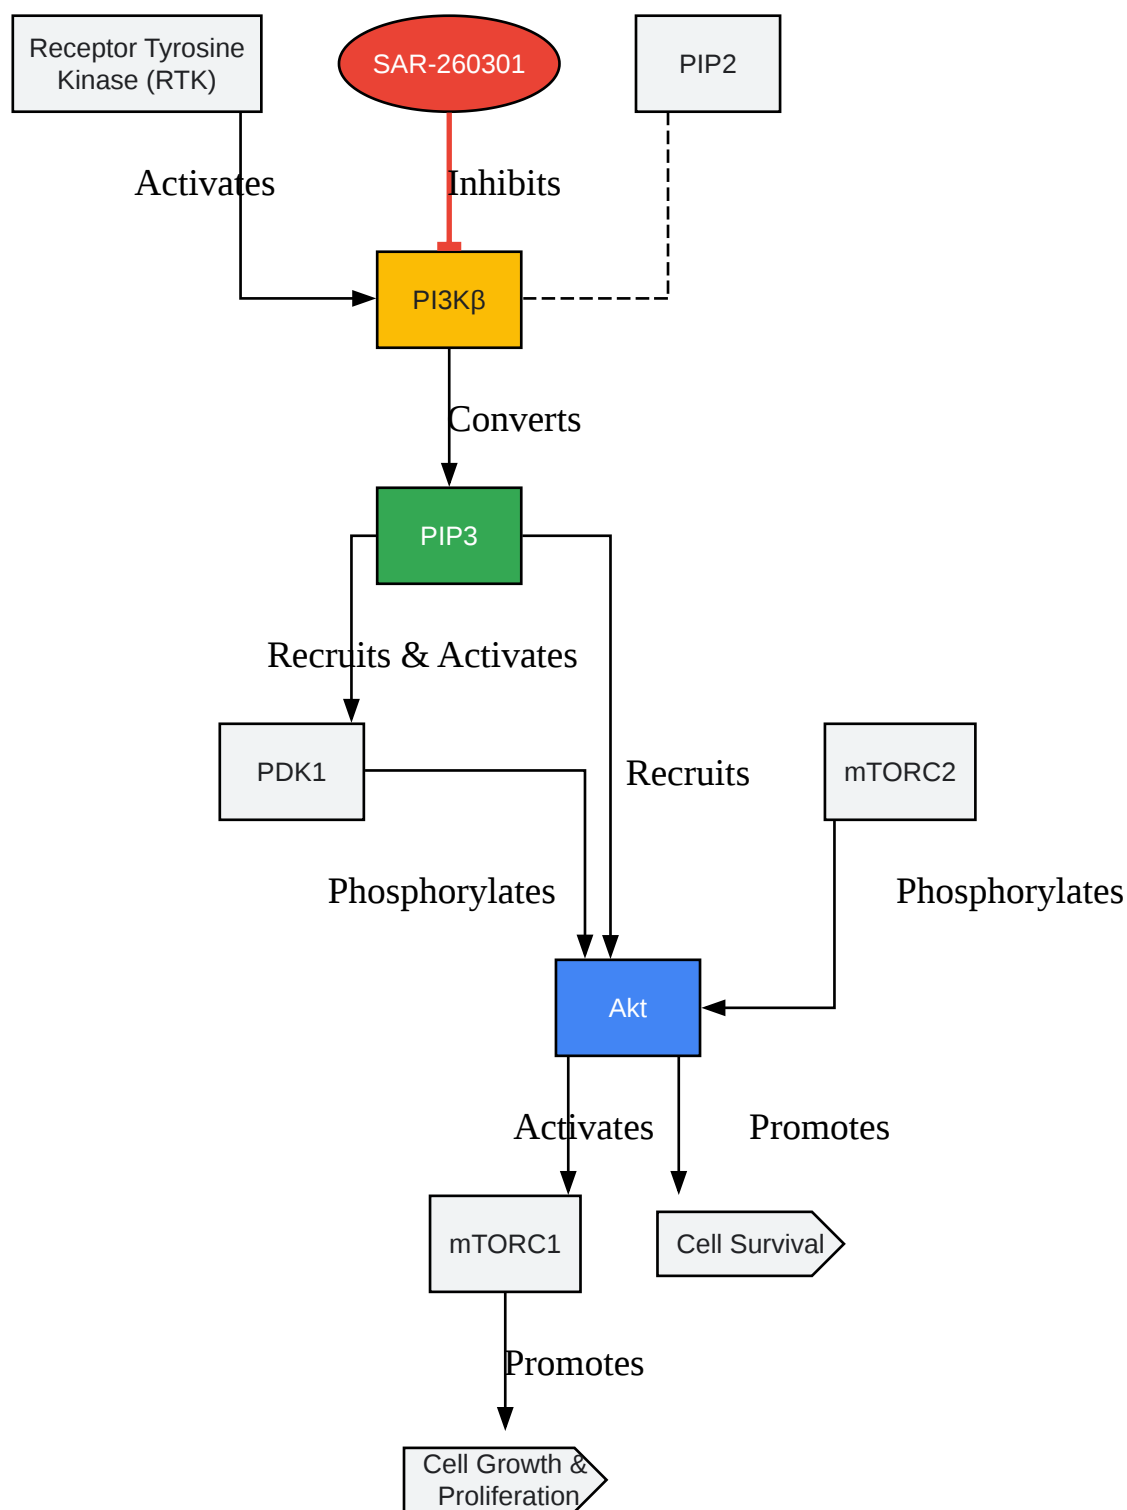 Receptor Tyrosine
Kinase (RTK)
SAR-260301
PIP2
Activates
Inhibits
PI3Kβ
Converts
PIP3
Recruits & Activates
PDK1
Recruits
mTORC2
Phosphorylates
Phosphorylates
Akt
Activates
Promotes
mTORC1
Cell Survival
Promotes
Cell Growth &
Proliferation